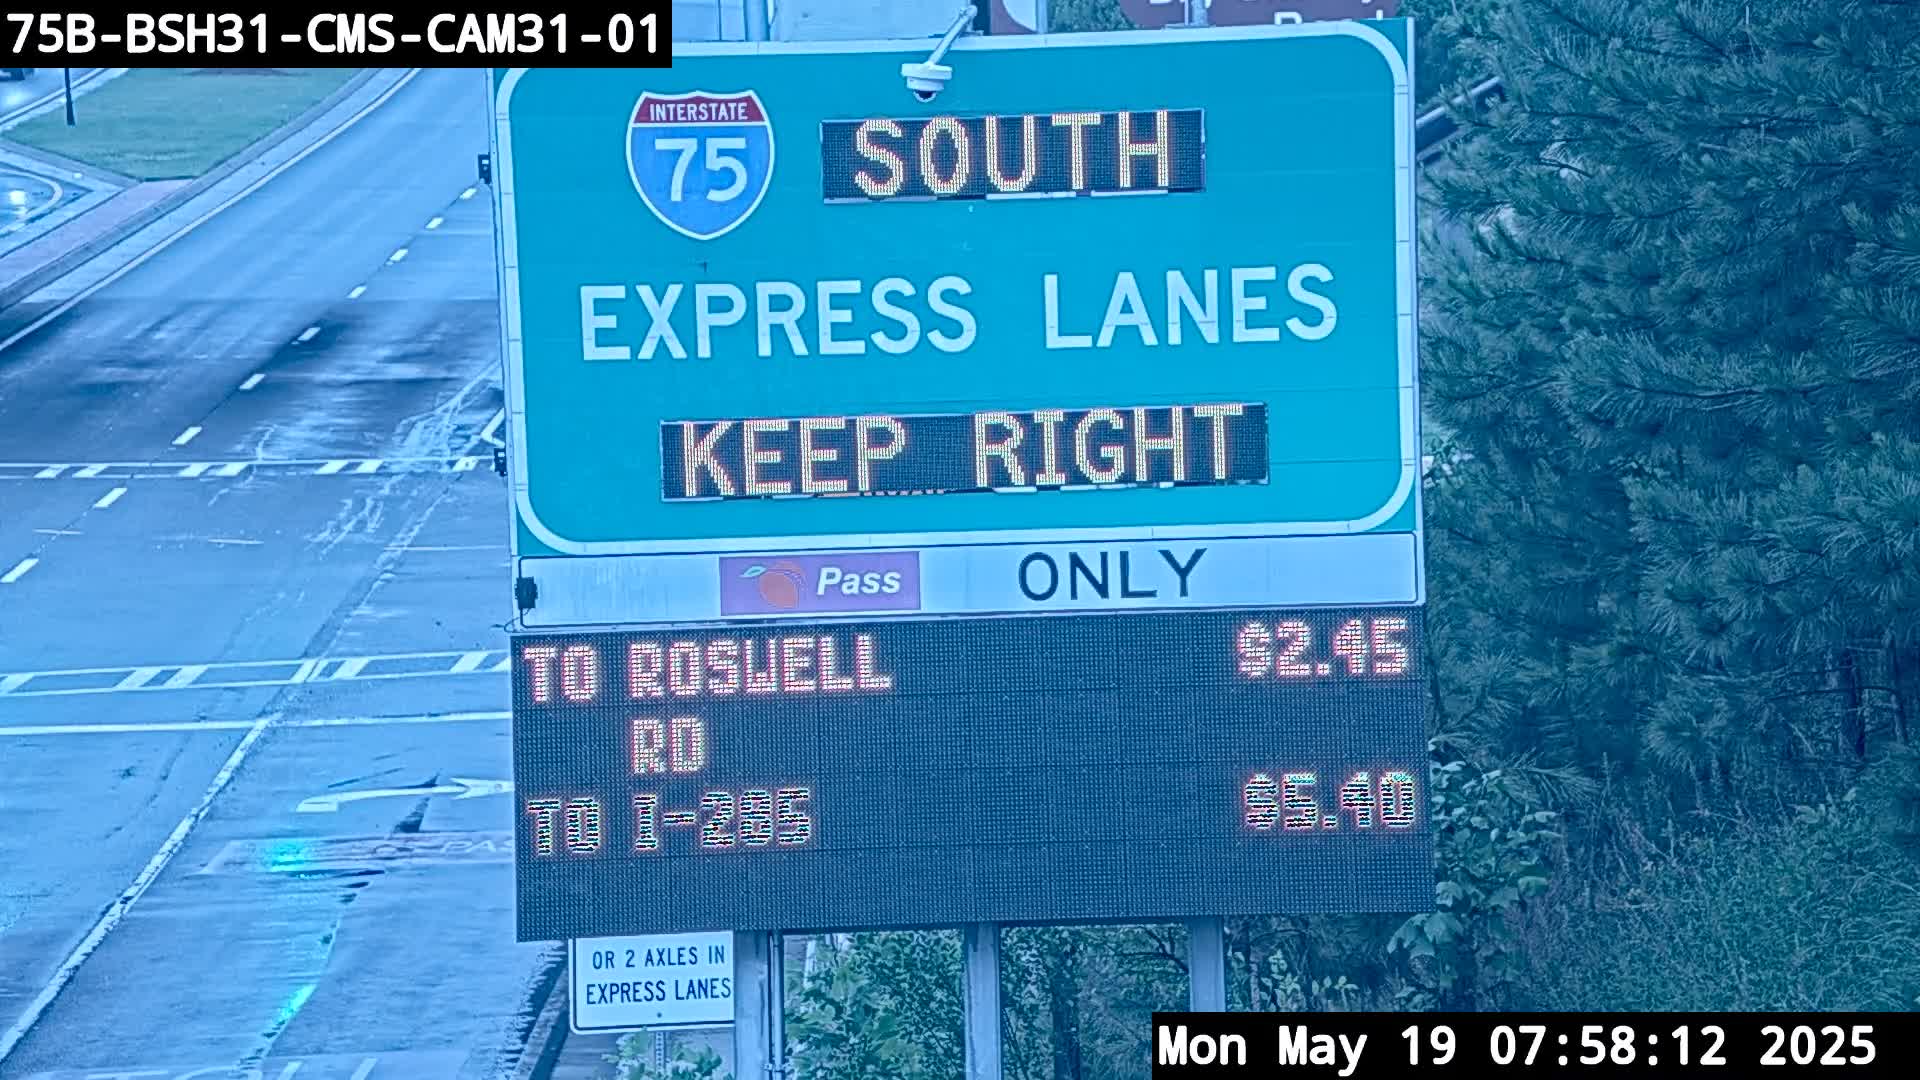 75B-BSH31-CMS-CAM31-01
Road
INTERSTATE
75
SOUTH
EXPRESS LANES
KEEP RIGHT
Pass ONLY
TO ROSWELL $2.45
RD
TO I-285 $5.40
OR 2 AXLES IN
EXPRESS LANES
Mon May 19 07:58:12 2025